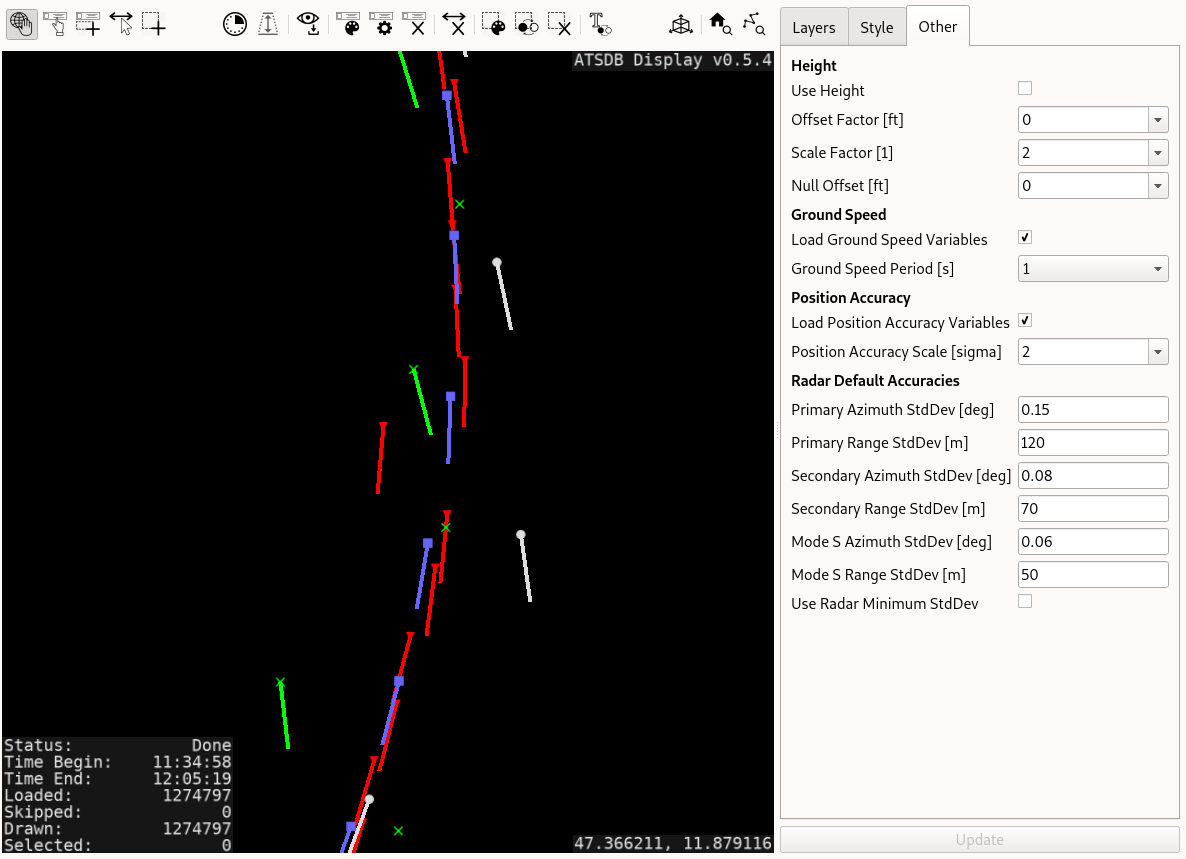 ATSDB Display v0.5.4
Status: Done
Time Begin: 11:34:58
Time End: 12:05:19
Loaded: 1274797
Skipped: 0
Drawn: 1274797
Selected: 0
47.366211, 11.879116
Layers Style Other
Height
Use Height
Offset Factor [ft] 0
Scale Factor [1] 2
Null Offset [ft] 0
Ground Speed
Load Ground Speed Variables
Ground Speed Period [s] 1
Position Accuracy
Load Position Accuracy Variables
Position Accuracy Scale [sigma] 2
Radar Default Accuracies
Primary Azimuth StdDev [deg] 0.15
Primary Range StdDev [m] 120
Secondary Azimuth StdDev [deg] 0.08
Secondary Range StdDev [m] 70
Mode S Azimuth StdDev [deg] 0.06
Mode S Range StdDev [m] 50
Use Radar Minimum StdDev
Update